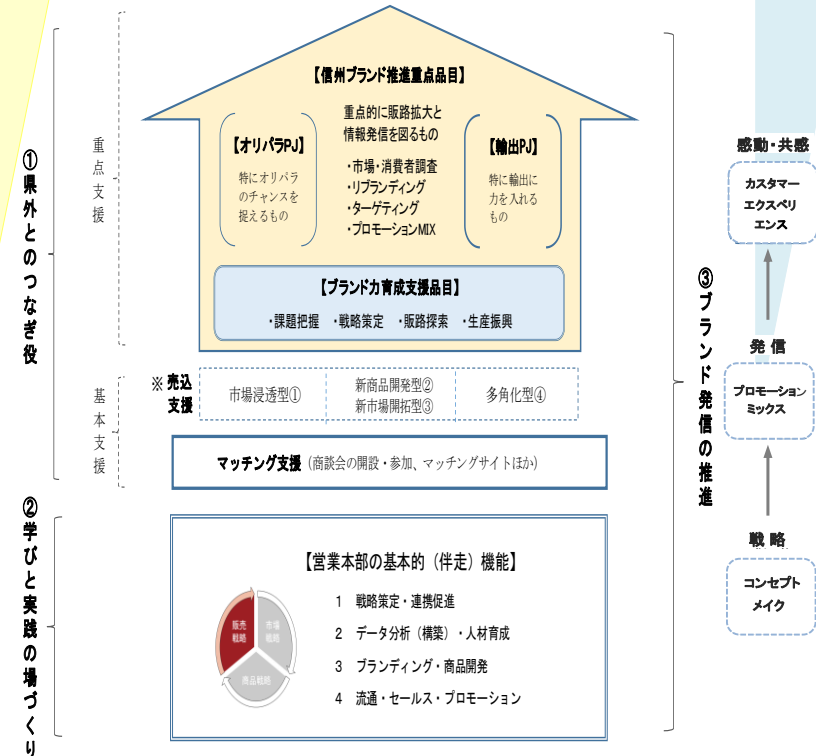 ①県外とのつなぎ役
重点支援
【信州ブランド推進重点品目】
【オリパラPJ】
特にオリパラ
のチャンスを
捉えるもの
重点的に販路拡大と
情報発信を図るもの
・市場・消費者調査
・リブランディング
・ターゲティング
・プロモーションMIX
【輸出PJ】
特に輸出に
力を入れる
もの
【ブランド力育成支援品目】
・課題把握 ・戦略策定 ・販路探索 ・生産振興
基本支援
※ 売込
支援
市場浸透型①
新商品開発型②
新市場開拓型③
多角化型④
マッチング支援（商談会の開設・参加、マッチングサイトほか)
②学びと実践の場づくり
【営業本部の基本的（伴走）機能】
販売
戦略
市場
戦略
商品戦略
1 戦略策定・連携促進
2 データ分析（構築）・人材育成
3 ブランディング・商品開発
4 流通・セールス・プロモーション
③ブランド発信の推進
感動・共感
カスタマー
エクスペリ
エンス
発信
プロモーション
ミックス
戦略
コンセプト
メイク